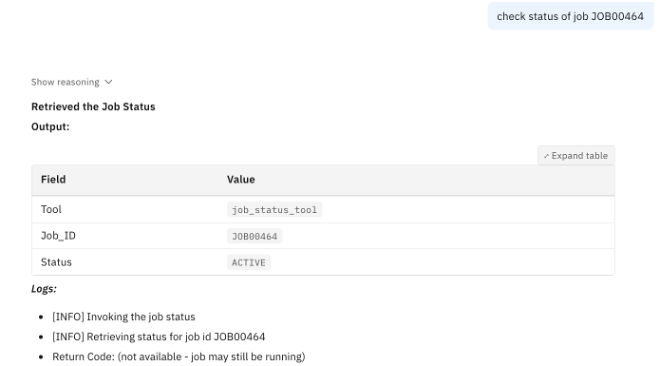 check status of job JOB00464
Show reasoning
Retrieved the Job Status
Output:
Expand table
Field Value
Tool job_status_tool
Job_ID JOB00464
Status ACTIVE
Logs:
• [INFO] Invoking the job status
• [INFO] Retrieving status for job id JOB00464
• Return Code: (not available - job may still be running)